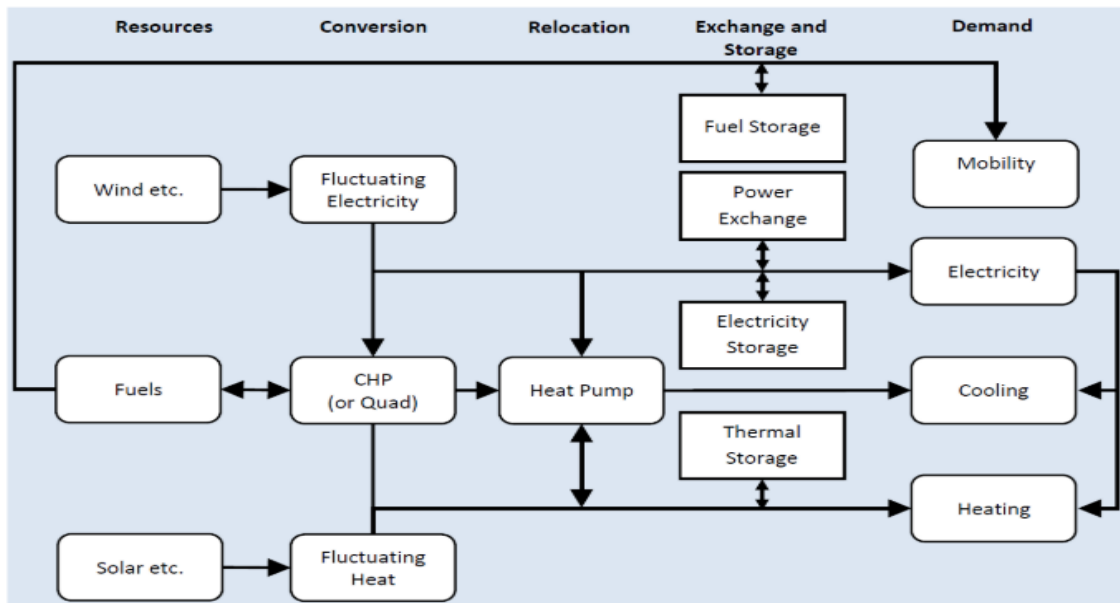 Resources
Conversion
Relocation
Exchange and
Storage
Demand
Fuel Storage
Mobility
Wind etc.
Fluctuating
Electricity
Power
Exchange
Electricity
Electricity
Storage
Fuels
CHP
(or Quad)
Heat Pump
Cooling
Thermal
Storage
Heating
Solar etc.
Fluctuating
Heat